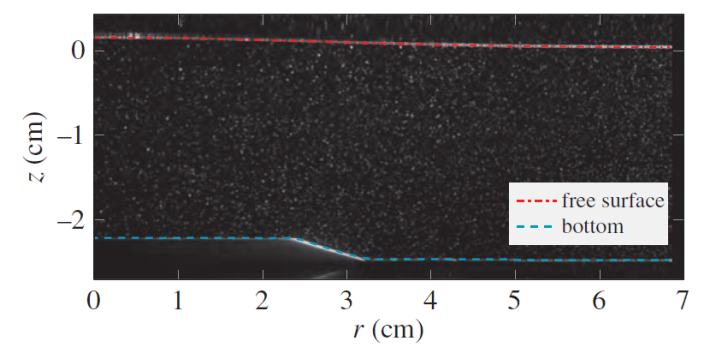 0
–1
–2
z (cm)
free surface
bottom
0 1 2 3 4 5 6 7
r (cm)